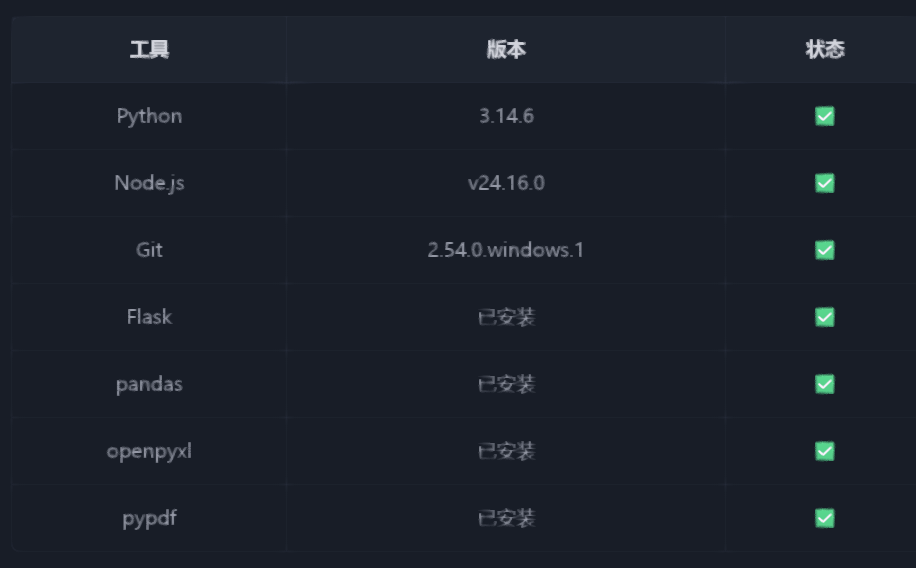 工具 版本 状态
Python 3.14.6 ✅
Node.js v24.16.0 ✅
Git 2.54.0.windows.1 ✅
Flask 已安装 ✅
pandas 已安装 ✅
openpyxl 已安装 ✅
pypdf 已安装 ✅